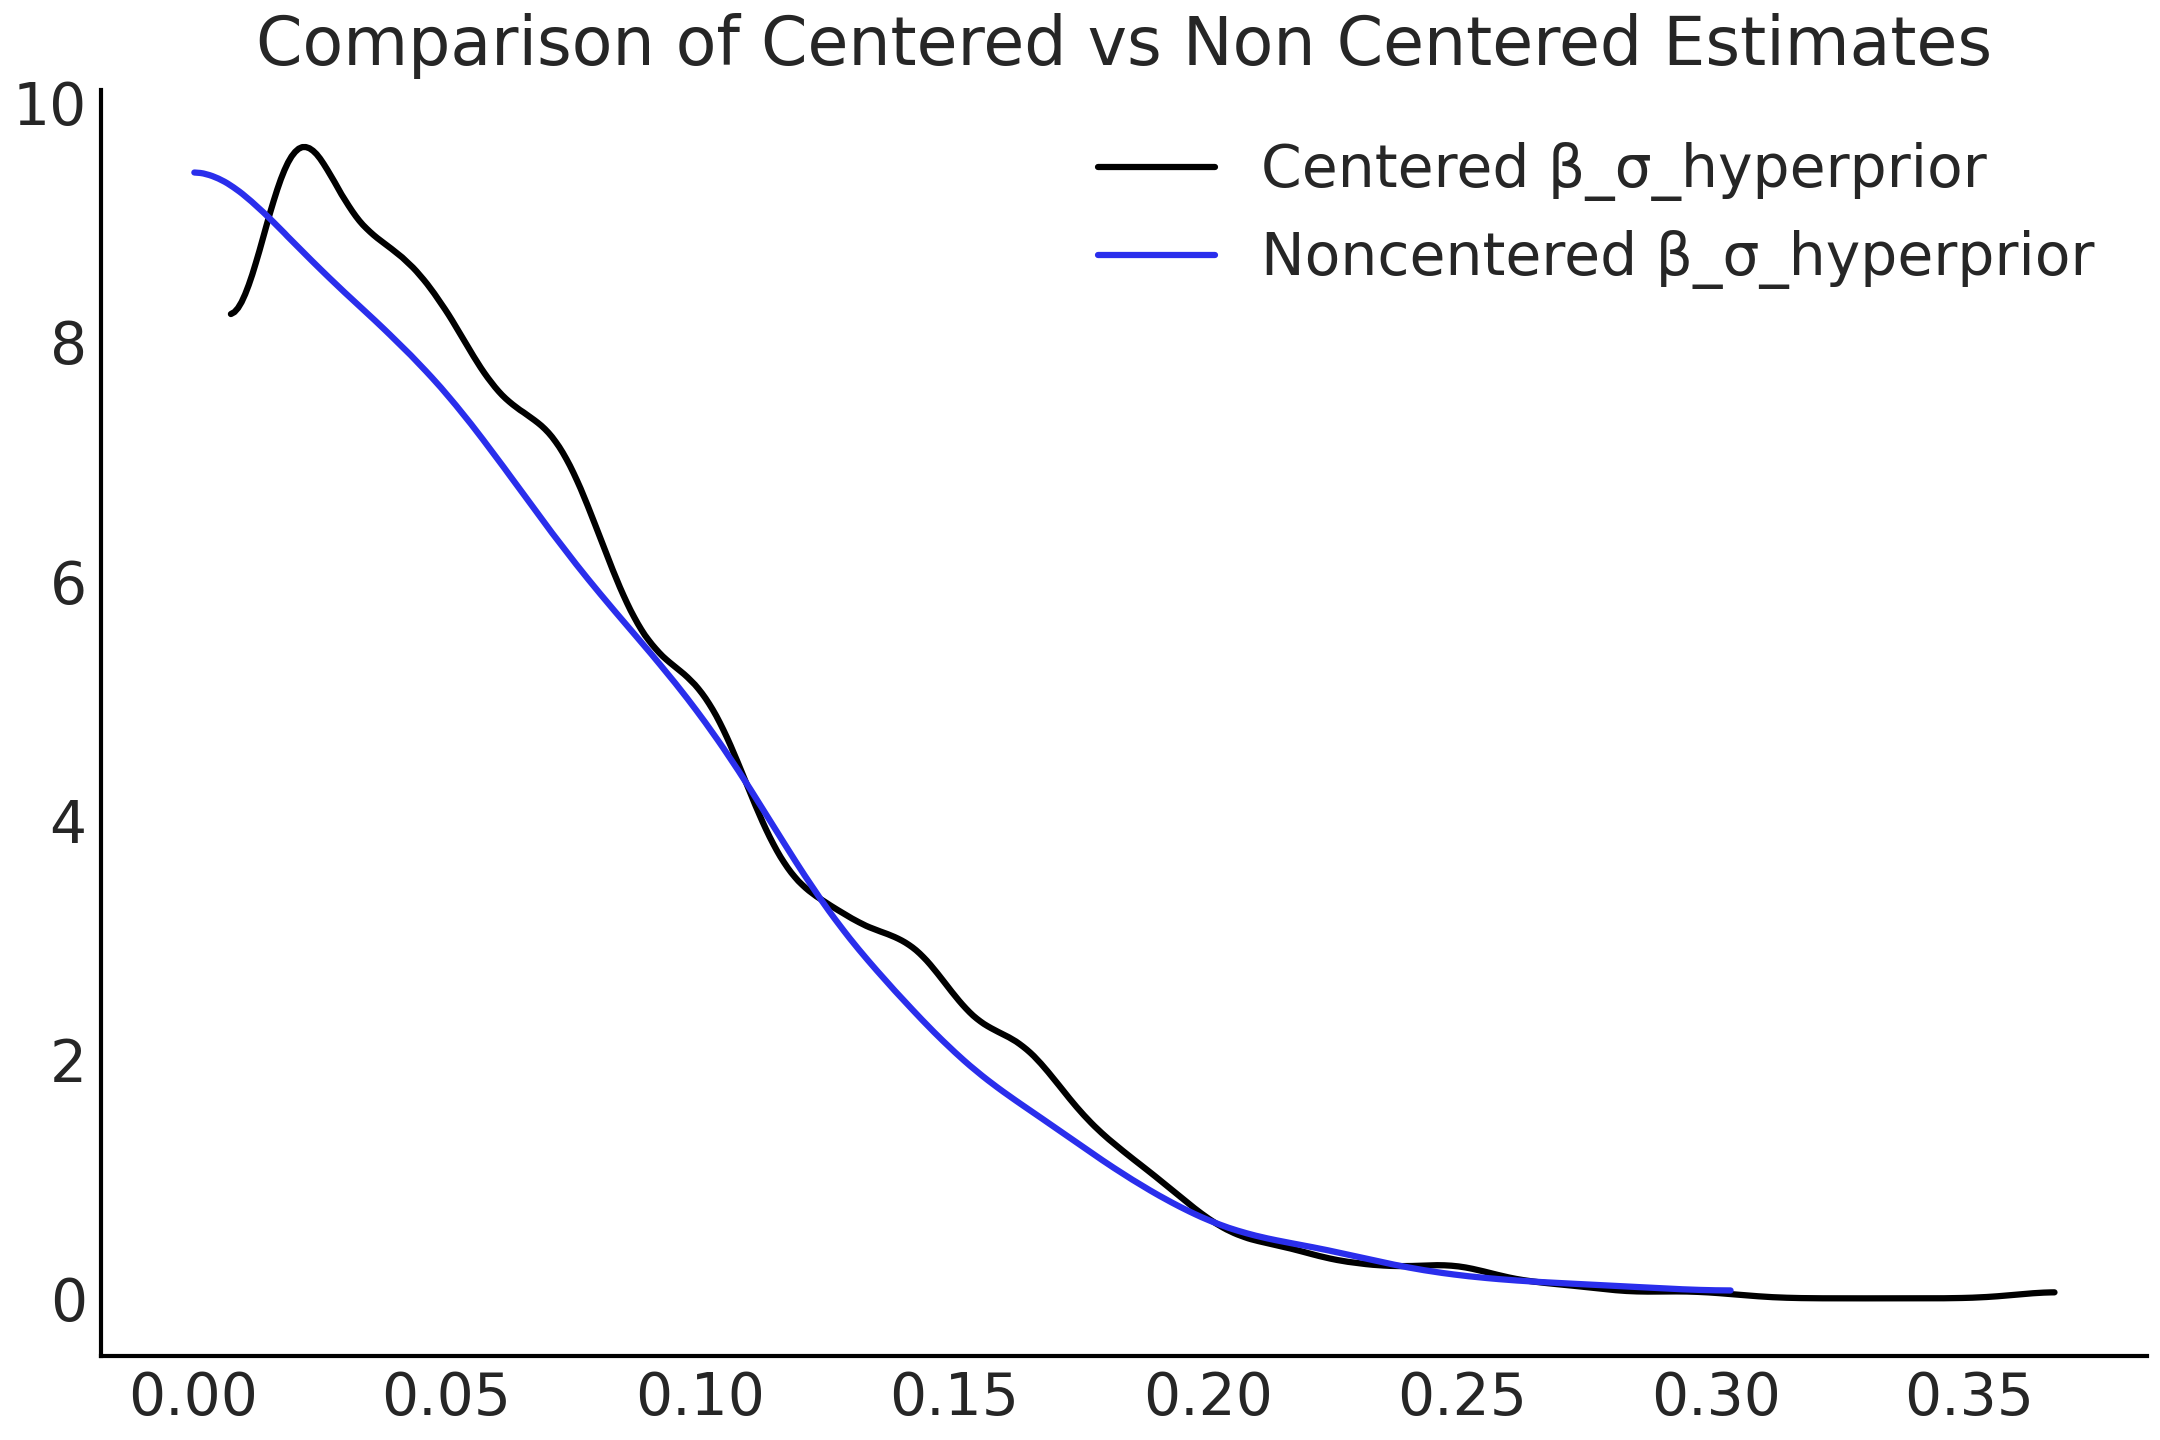 Comparison of Centered vs Non Centered Estimates
10
Centered β_σ_hyperprior
Noncentered β_σ_hyperprior
8
6
4
2
0
0.00 0.05 0.10 0.15 0.20 0.25 0.30 0.35